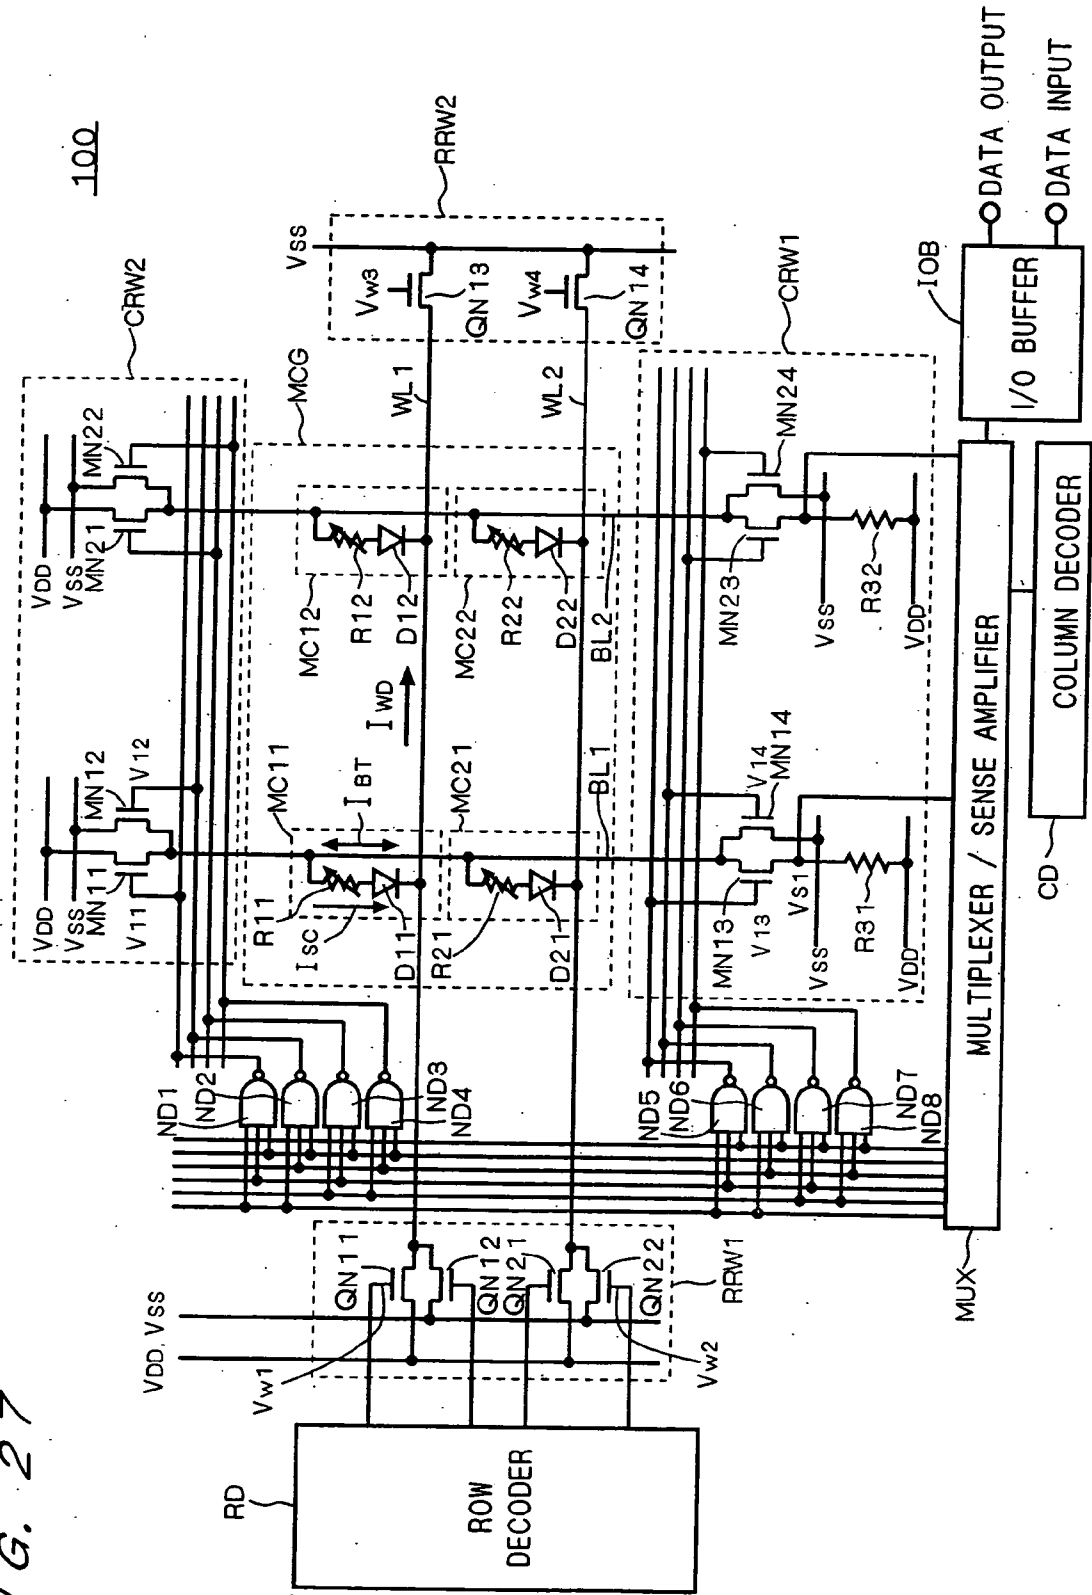 FIG. 27
100
CRW2
VDD
VSS
MN11
V11
MN12
V12
VDD
VSS
MN21
MN22
ND1
ND2
ND3
ND4
MCG
MC11
R11
ISC
D11
IBT
MC12
R12
D12
IWD
WL1
MC21
R21
D21
BL1
MC22
R22
D22
BL2
WL2
RRW2
VSS
VW3
QN13
VW4
QN14
VDD, VSS
RD
ROW
DECODER
VW1
QN11
QN12
QN21
QN22
VW2
RRW1
ND5
ND6
ND7
ND8
CRW1
MN13
V13
V14
MN14
VS1
VSS
R31
VDD
MN23
MN24
VSS
R32
VDD
MUX
MULTIPLEXER / SENSE AMPLIFIER
CD
COLUMN DECODER
IOB
I/O BUFFER
DATA OUTPUT
DATA INPUT